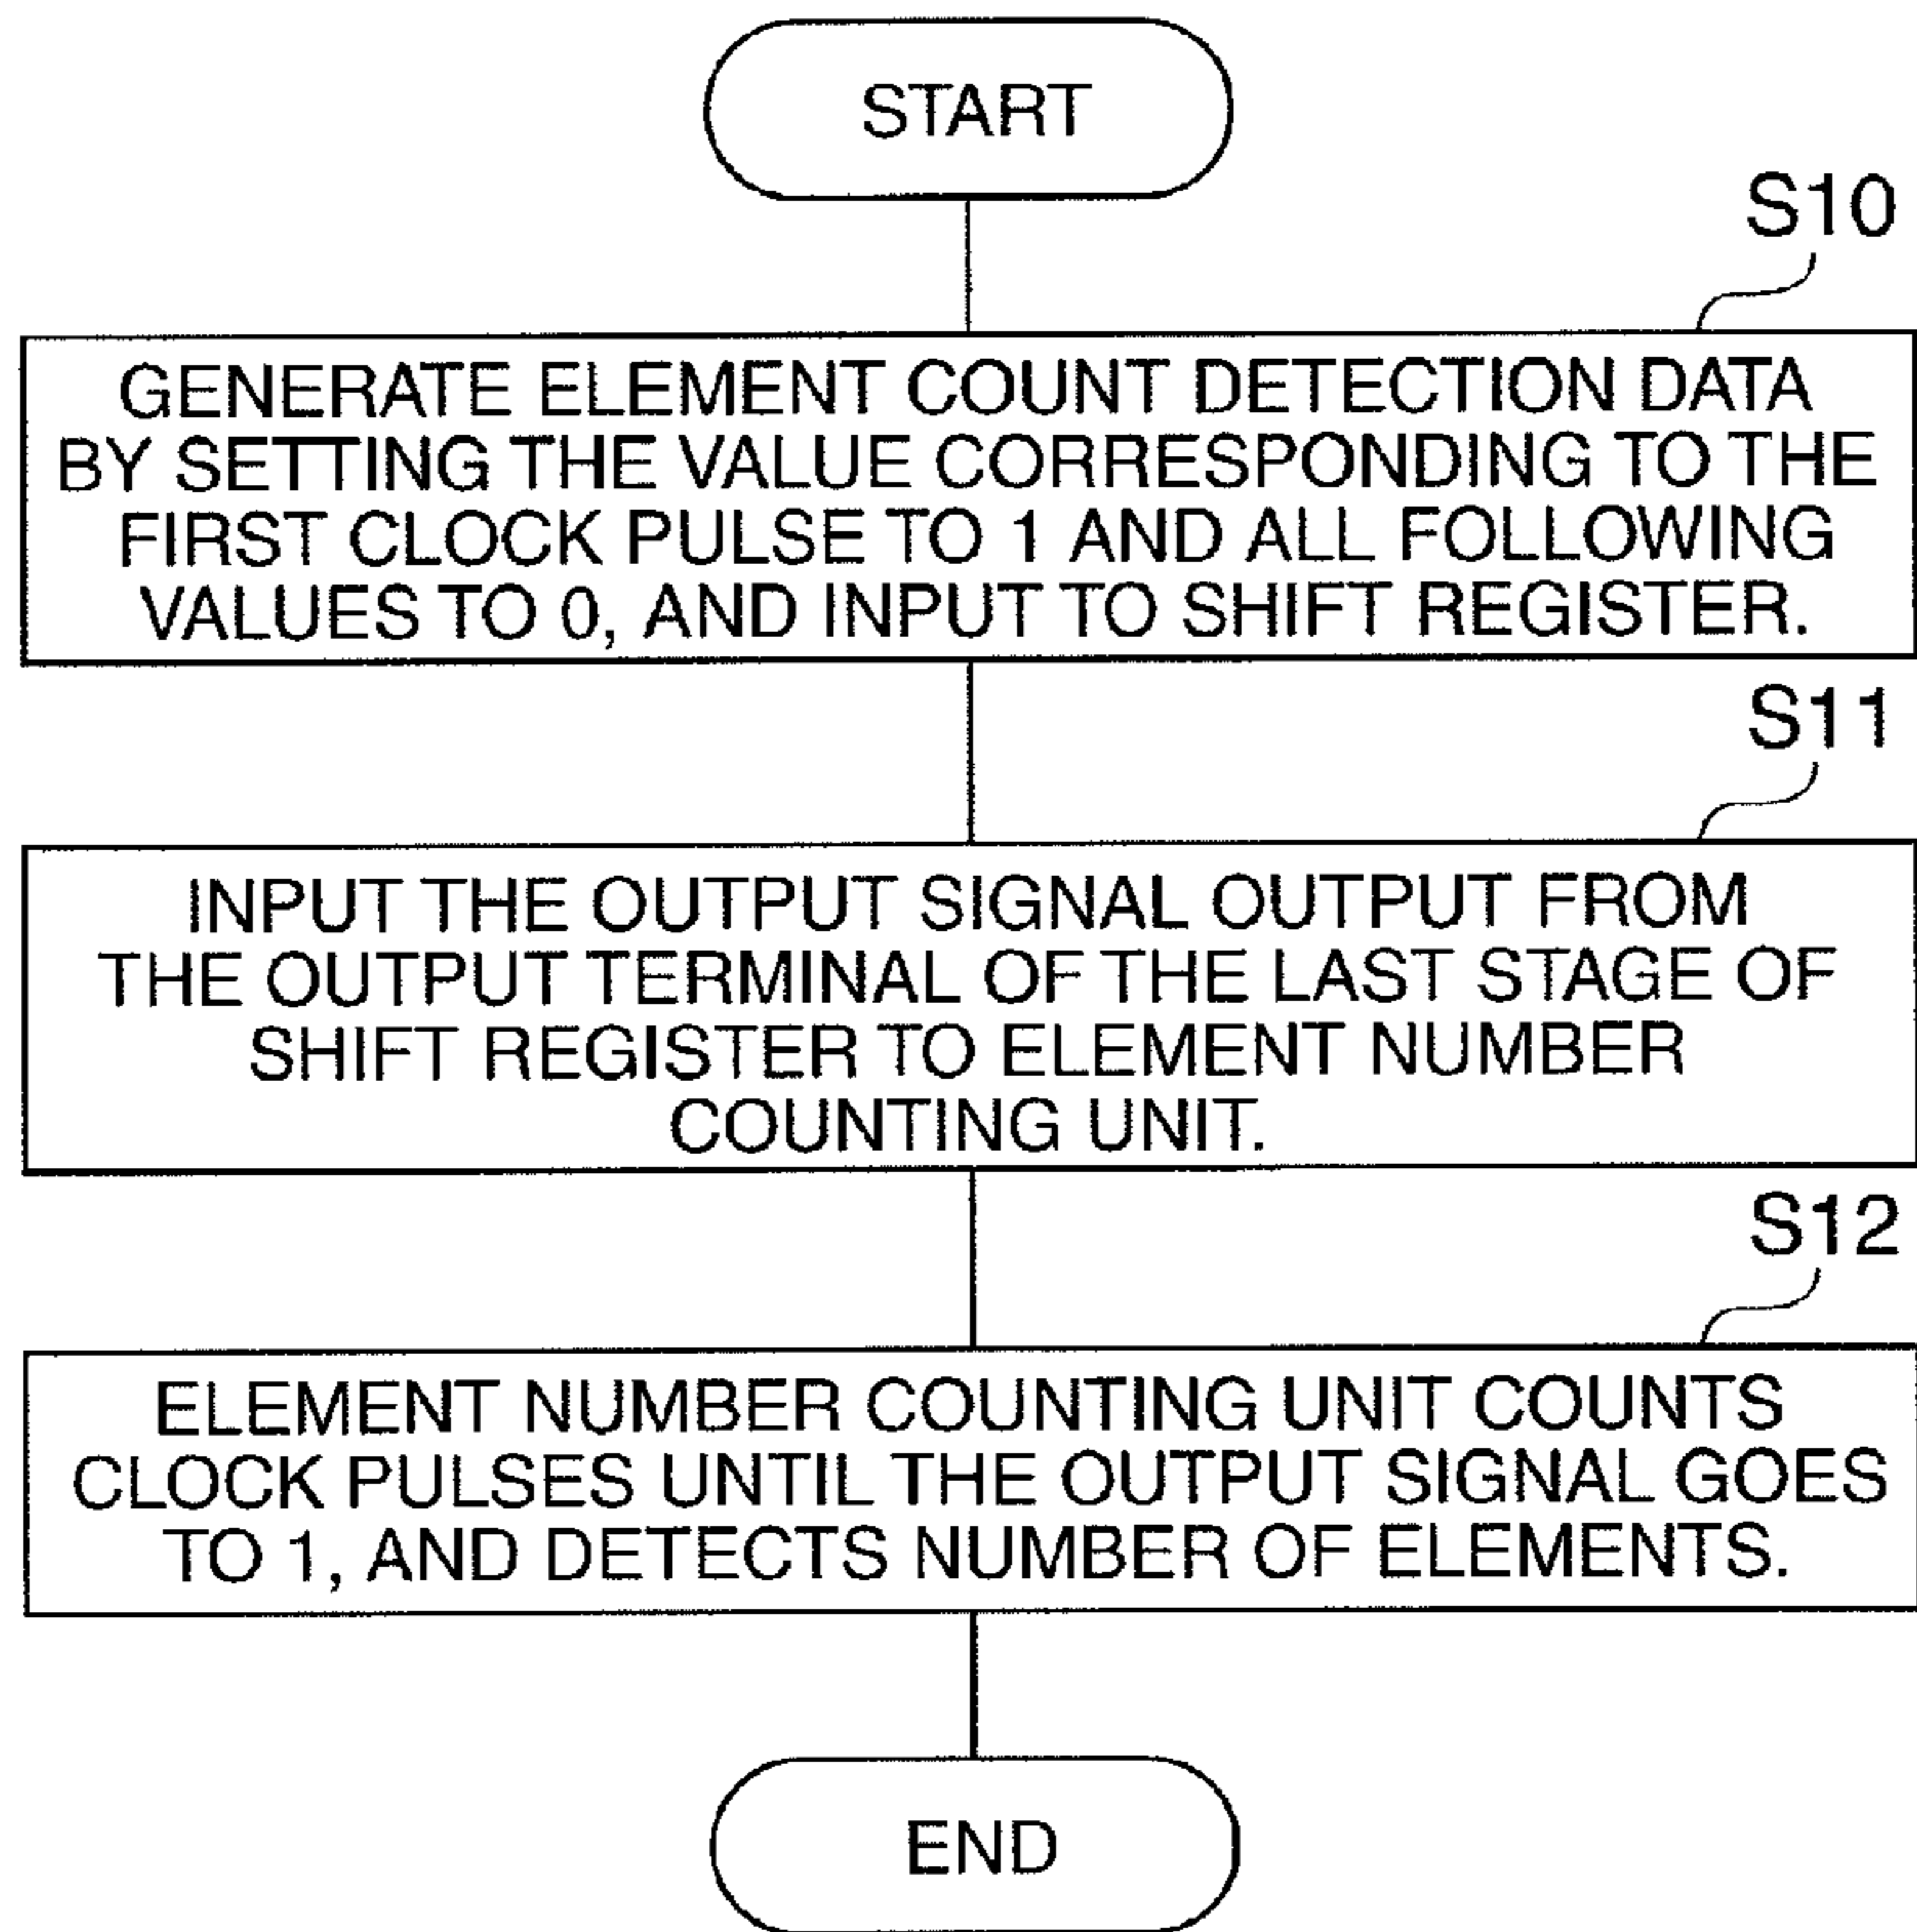 START
S10
GENERATE ELEMENT COUNT DETECTION DATA
BY SETTING THE VALUE CORRESPONDING TO THE
FIRST CLOCK PULSE TO 1 AND ALL FOLLOWING
VALUES TO 0, AND INPUT TO SHIFT REGISTER.
S11
INPUT THE OUTPUT SIGNAL OUTPUT FROM
THE OUTPUT TERMINAL OF THE LAST STAGE OF
SHIFT REGISTER TO ELEMENT NUMBER
COUNTING UNIT.
S12
ELEMENT NUMBER COUNTING UNIT COUNTS
CLOCK PULSES UNTIL THE OUTPUT SIGNAL GOES
TO 1, AND DETECTS NUMBER OF ELEMENTS.
END